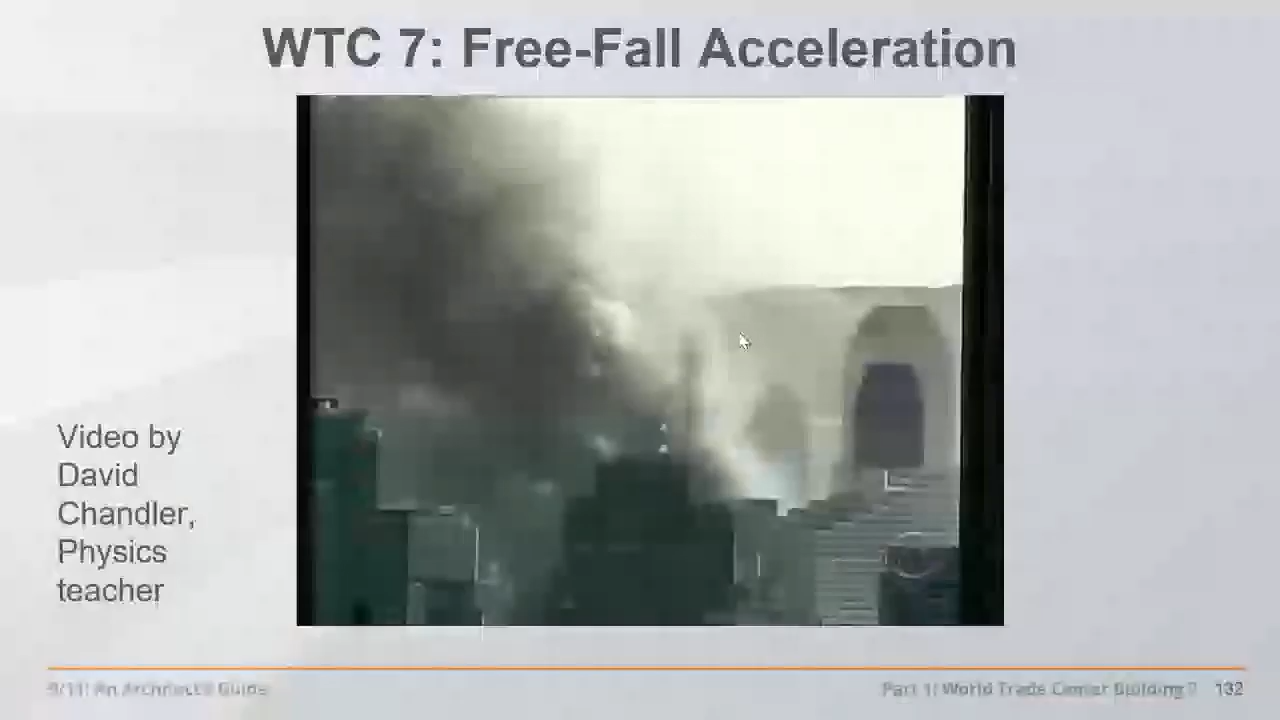 WTC 7: Free-Fall Acceleration
Video by
David
Chandler,
Physics
teacher
9/11: An Architect's Guide
Part 1: World Trade Center Building 7 132